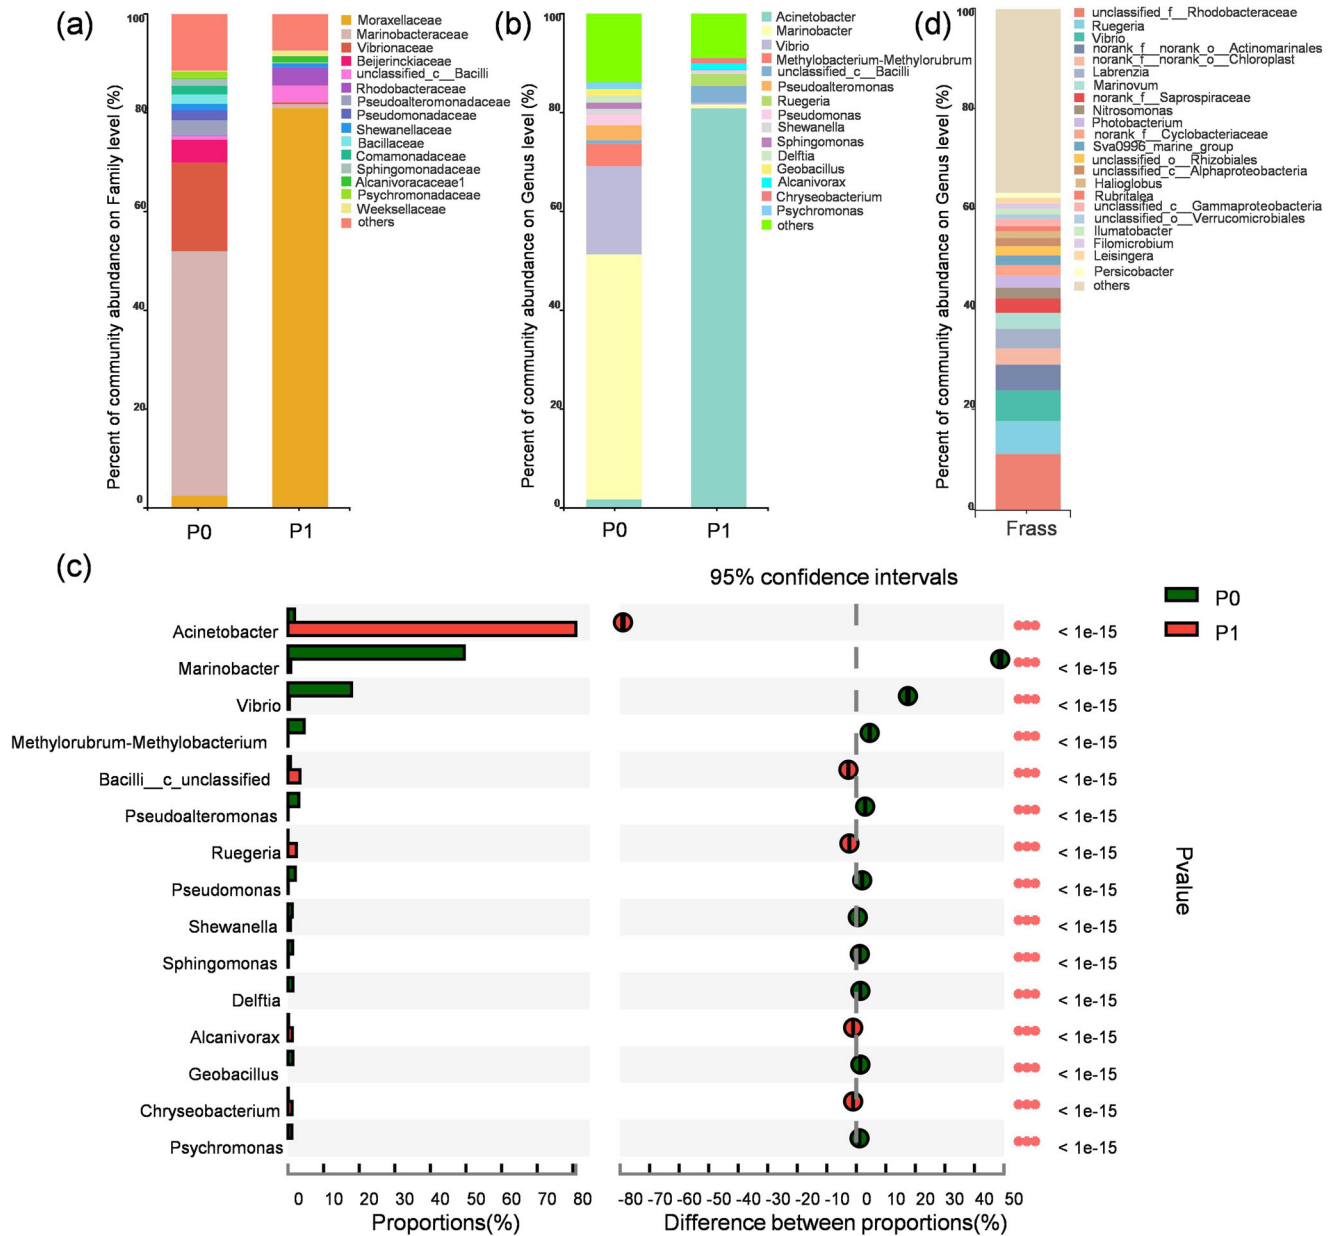 (a)
Percent of community abundance on Family level (%)
100
80
60
40
20
0
P0
P1
Moraxellaceae
Marinobacteraceae
Vibrionaceae
Beijerinckiaceae
unclassified_c__Bacilli
Rhodobacteraceae
Pseudoalteromonadaceae
Pseudomonadaceae
Shewanellaceae
Bacillaceae
Comamonadaceae
Sphingomonadaceae
Alcanivoracaceae1
Psychromonadaceae
Weeksellaceae
others
(b)
Percent of community abundance on Genus level (%)
100
80
60
40
20
0
P0
P1
Acinetobacter
Marinobacter
Vibrio
Methylobacterium-Methylorubrum
unclassified_c__Bacilli
Pseudoalteromonas
Ruegeria
Pseudomonas
Shewanella
Sphingomonas
Delftia
Geobacillus
Alcanivorax
Chryseobacterium
Psychromonas
others
(d)
Percent of community abundance on Genus level (%)
100
80
60
40
20
0
Frass
unclassified_f__Rhodobacteraceae
Ruegeria
Vibrio
norank_f__norank_o__Actinomarinales
norank_f__norank_o__Chloroplast
Labrenzia
Marinovum
norank_f__Saprospiraceae
Nitrosomonas
Photobacterium
norank_f__Cyclobacteriaceae
Sva0996_marine_group
unclassified_o__Rhizobiales
unclassified_c__Alphaproteobacteria
Halioglobus
Rubritalea
unclassified_c__Gammaproteobacteria
unclassified_o__Verrucomicrobiales
Ilumatobacter
Filomicrobium
Leisingera
Persicobacter
others
(c)
95% confidence intervals
P0
P1
Acinetobacter
< 1e-15
Marinobacter
< 1e-15
Vibrio
< 1e-15
Methylorubrum-Methylobacterium
< 1e-15
Bacilli__c_unclassified
< 1e-15
Pseudoalteromonas
< 1e-15
Ruegeria
< 1e-15
Pseudomonas
< 1e-15
Shewanella
< 1e-15
Sphingomonas
< 1e-15
Delftia
< 1e-15
Alcanivorax
< 1e-15
Geobacillus
< 1e-15
Chryseobacterium
< 1e-15
Psychromonas
< 1e-15
Pvalue
0 10 20 30 40 50 60 70 80
Proportions(%)
-80 -70 -60 -50 -40 -30 -20 -10 0 10 20 30 40 50
Difference between proportions(%)